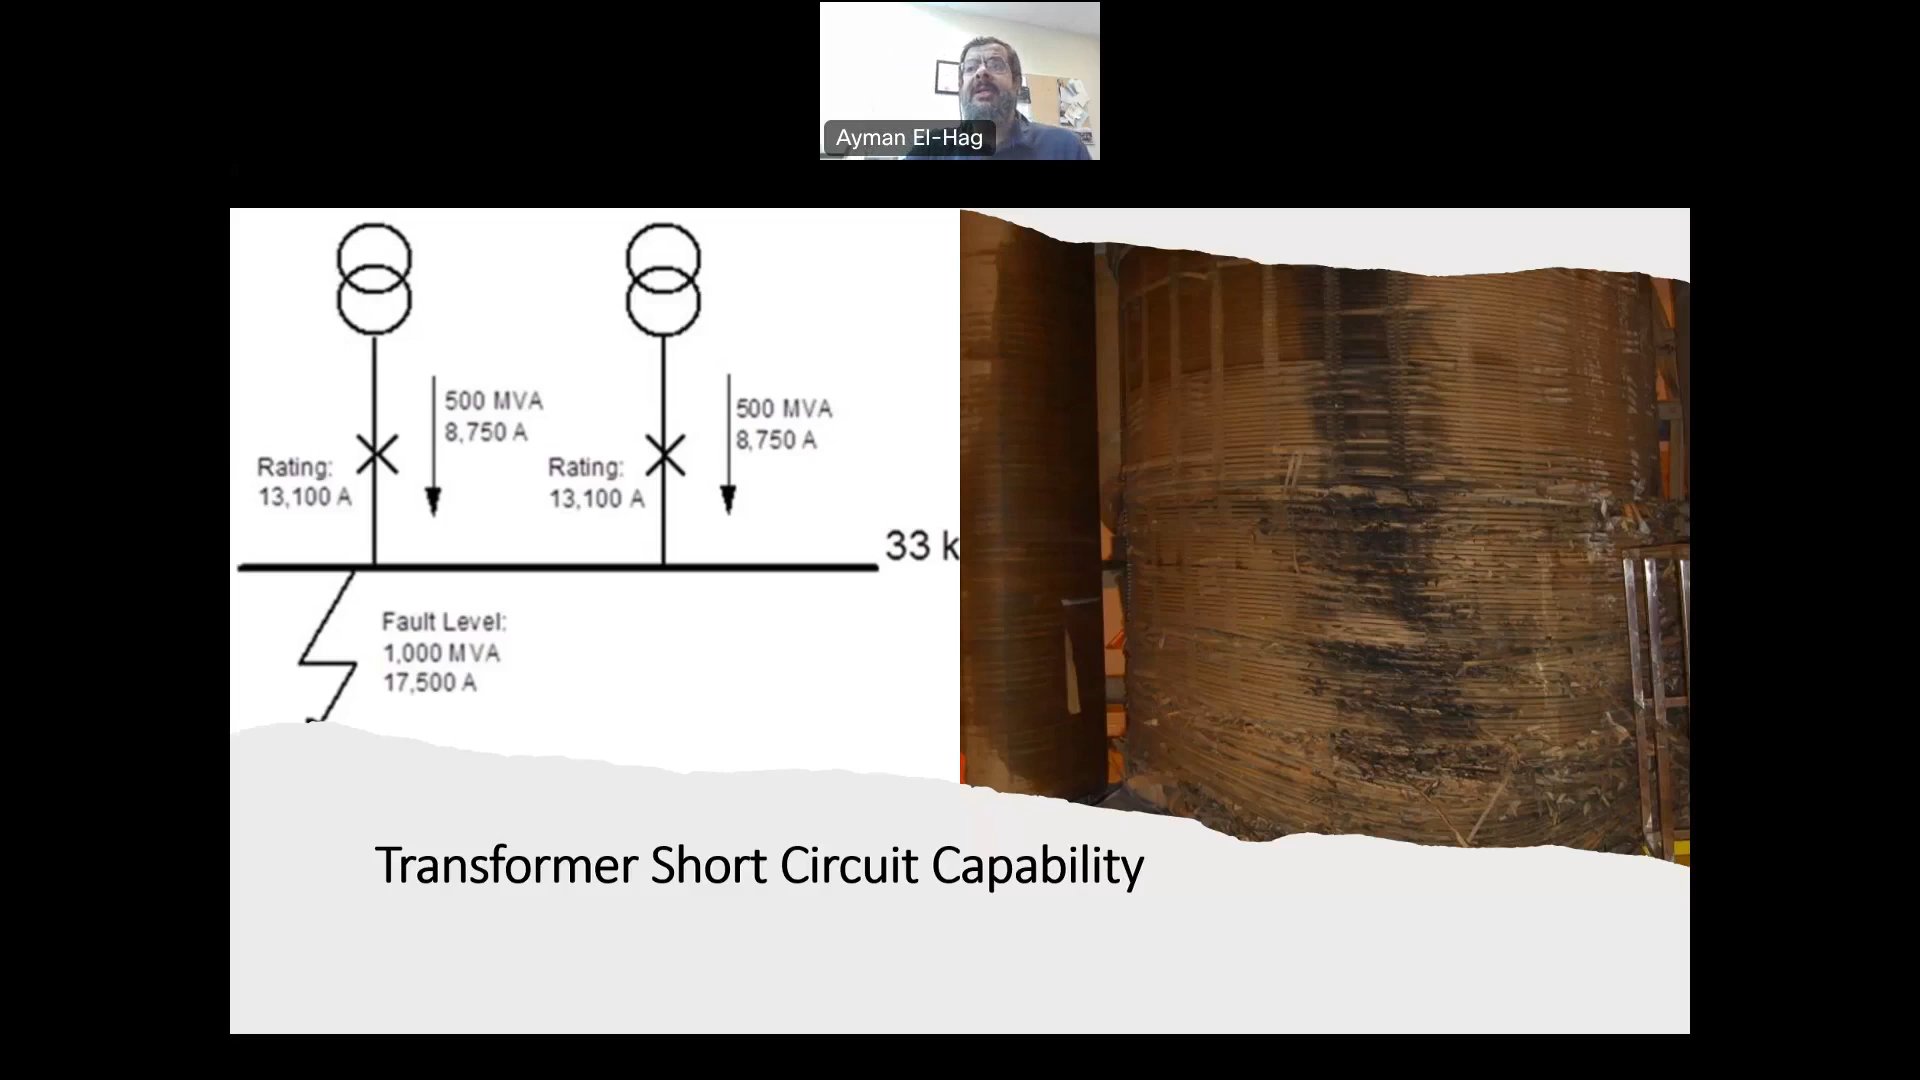 Ayman El-Hag
500 MVA
8,750 A
Rating:
13,100 A
500 MVA
8,750 A
Rating:
13,100 A
33 k
Fault Level:
1,000 MVA
17,500 A
Transformer Short Circuit Capability